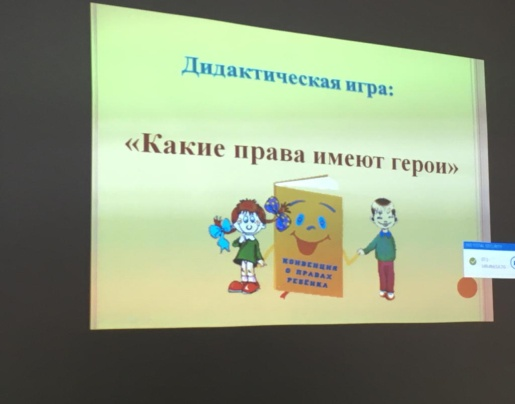 Дидактическая игра:
«Какие права имеют герои»
КОНВЕНЦИЯ
О ПРАВАХ
РЕБЁНКА